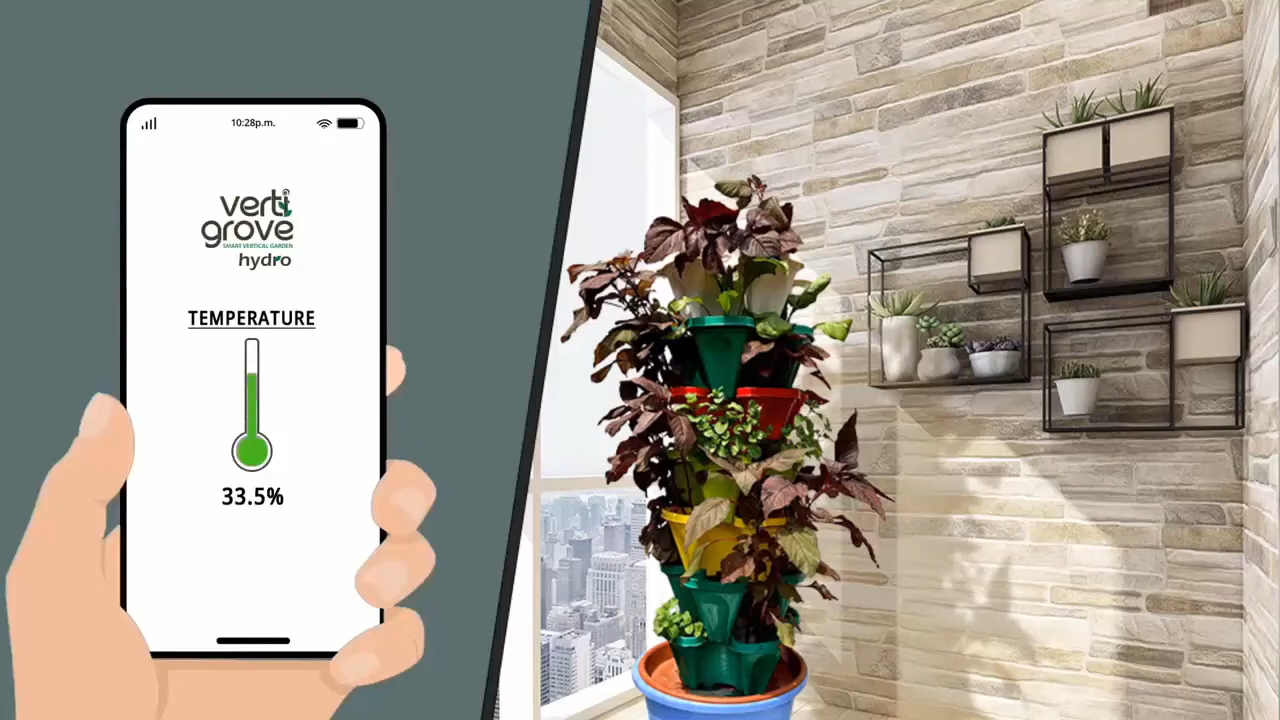 10:28p.m.
verti
grove
SMART VERTICAL GARDEN
hydro
TEMPERATURE
33.5%